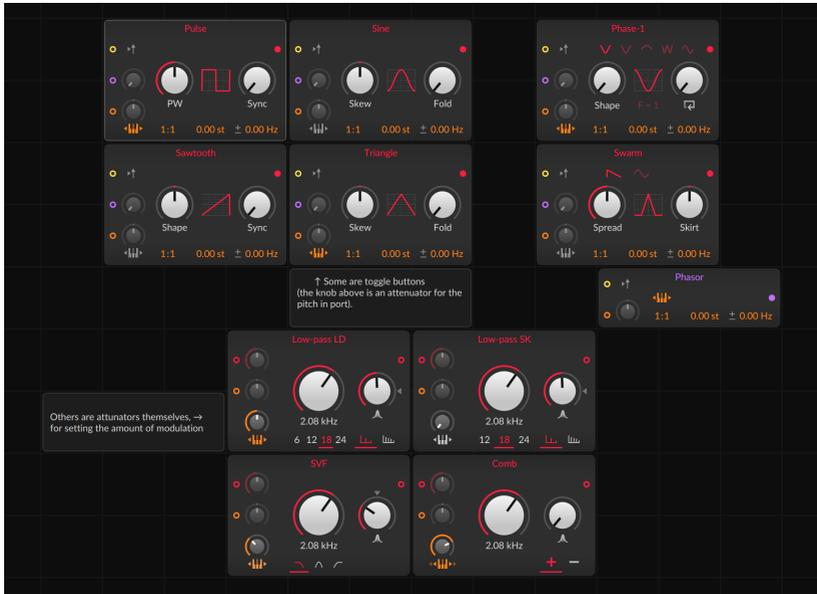 Pulse
PW
Sync
1:1 0.00 st ± 0.00 Hz
Sine
Skew
Fold
1:1 0.00 st ± 0.00 Hz
Phase-1
Shape
F – 1
1:1 0.00 st ± 0.00 Hz
Sawtooth
Shape
Sync
1:1 0.00 st ± 0.00 Hz
Triangle
Skew
Fold
1:1 0.00 st ± 0.00 Hz
Swarm
Spread
Skirt
1:1 0.00 st ± 0.00 Hz
↑ Some are toggle buttons
(the knob above is an attenuator for the
pitch in port).
Phasor
1:1 0.00 st ± 0.00 Hz
Low-pass LD
2.08 kHz
6 12 18 24
Low-pass SK
2.08 kHz
12 18 24
Others are attunators themselves, →
for setting the amount of modulation
SVF
2.08 kHz
Comb
2.08 kHz
+ −